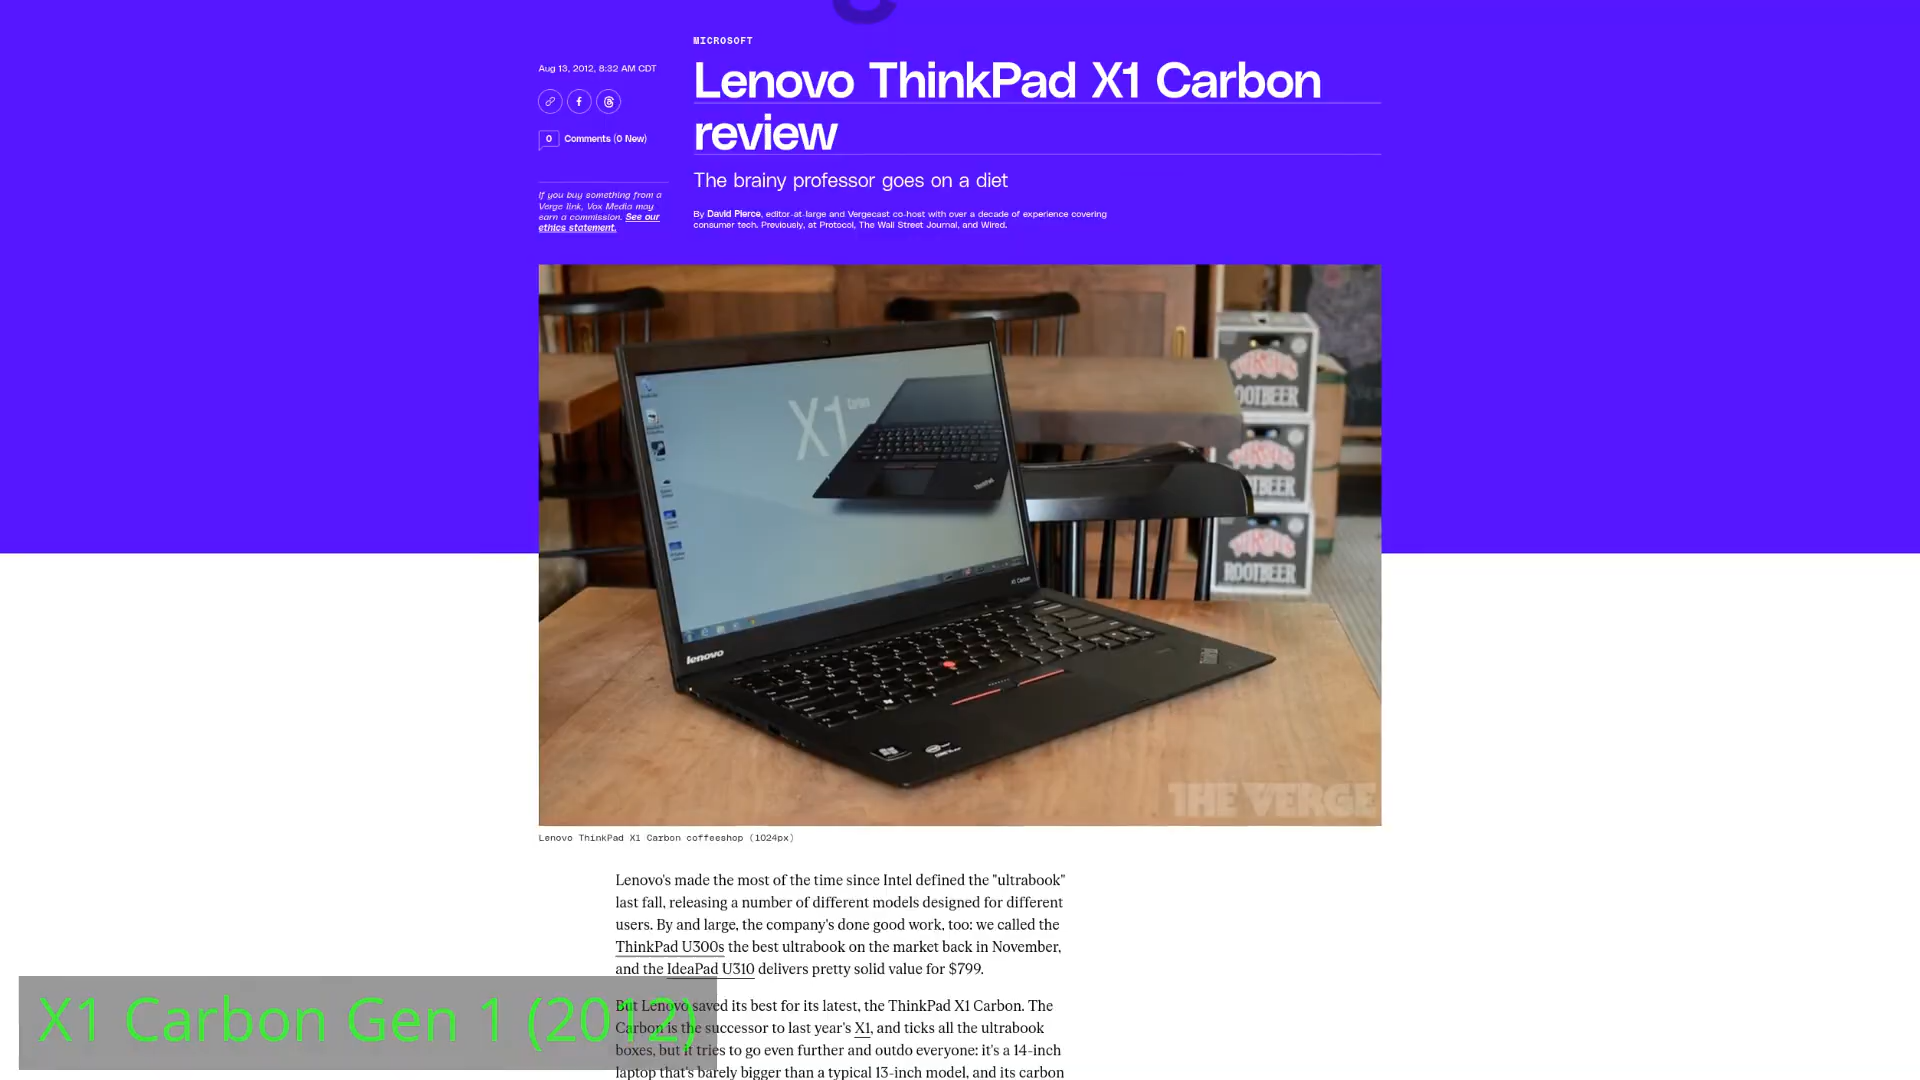 MICROSOFT
Aug 13, 2012, 8:32 AM CDT
Lenovo ThinkPad X1 Carbon
review
0 Comments (0 New)
The brainy professor goes on a diet
If you buy something from a
Verge link, Vox Media may
earn a commission. See our
ethics statement.
By David Pierce, editor-at-large and Vergecast co-host with over a decade of experience covering
consumer tech. Previously, at Protocol, The Wall Street Journal, and Wired.
X1 Carbon
ThinkPad
X1 Carbon
lenovo
ROOTBEER
ROOTBEER
ROOTBEER
THE VERGE
Lenovo ThinkPad X1 Carbon coffeeshop (1024px)
Lenovo's made the most of the time since Intel defined the "ultrabook"
last fall, releasing a number of different models designed for different
users. By and large, the company's done good work, too: we called the
ThinkPad U300s the best ultrabook on the market back in November,
and the IdeaPad U310 delivers pretty solid value for $799.
But Lenovo saved its best for its latest, the ThinkPad X1 Carbon. The
Carbon is the successor to last year's X1, and ticks all the ultrabook
boxes, but it tries to go even further and outdo everyone: it's a 14-inch
laptop that's barely bigger than a typical 13-inch model, and its carbon
X1 Carbon Gen 1 (2012)